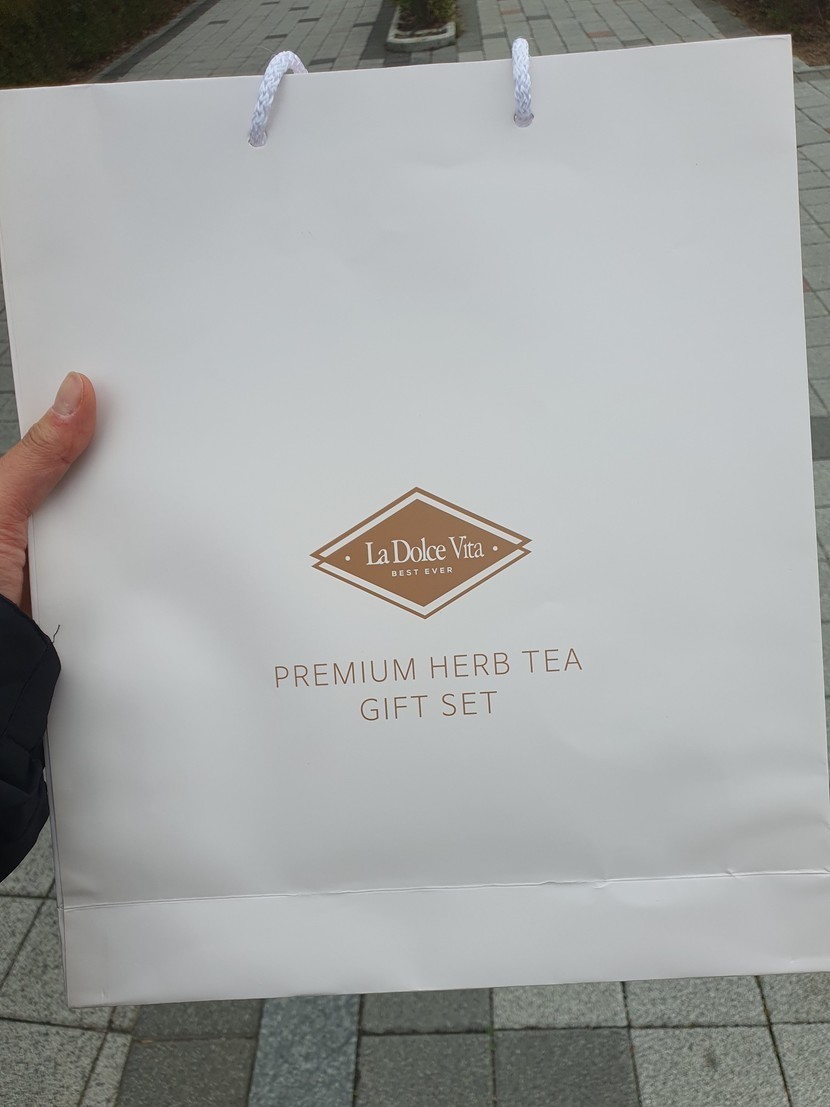 La Dolce Vita
BEST EVER
PREMIUM HERB TEA
GIFT SET